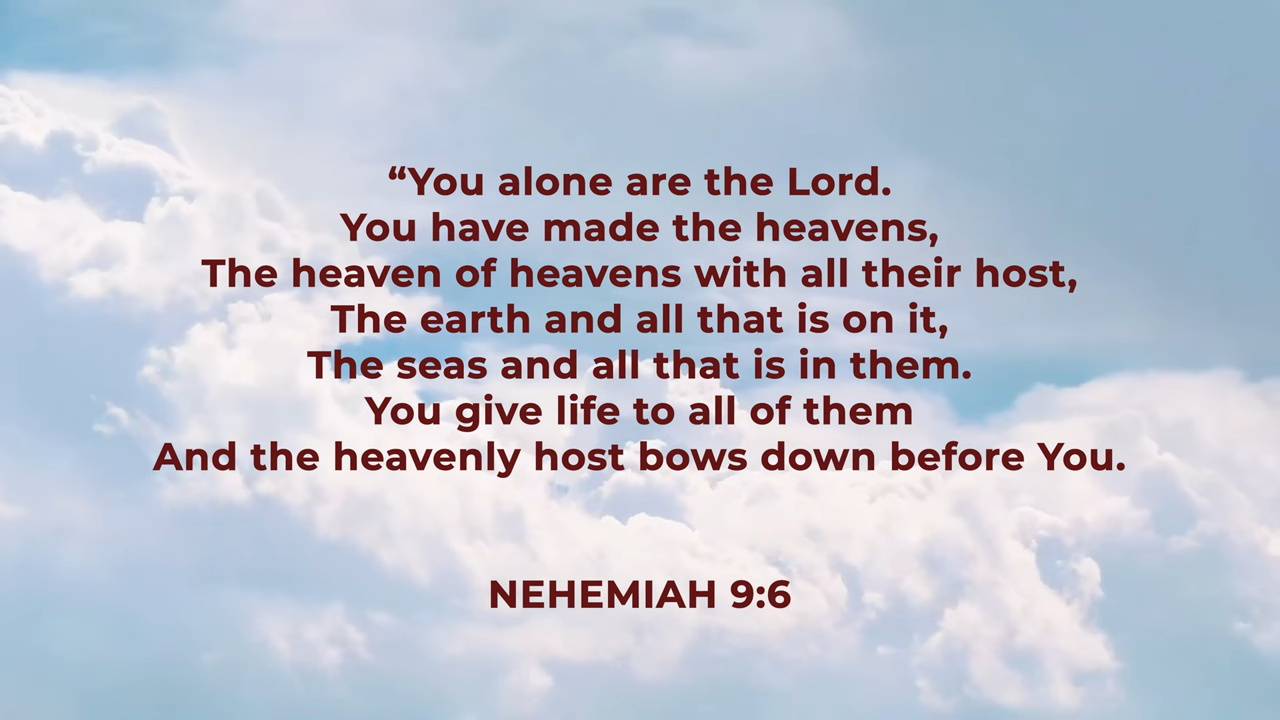 “You alone are the Lord.
You have made the heavens,
The heaven of heavens with all their host,
The earth and all that is on it,
The seas and all that is in them.
You give life to all of them
And the heavenly host bows down before You.
NEHEMIAH 9:6